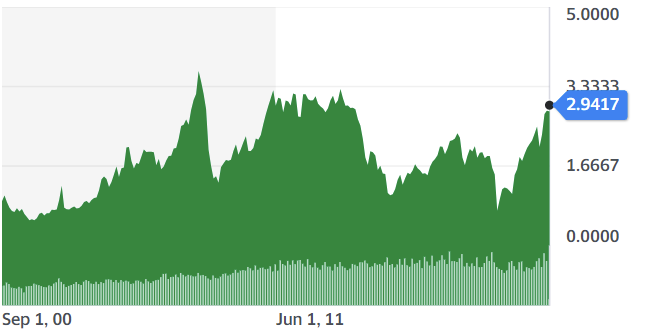 5.0000
3.3333
2.9417
1.6667
0.0000
Sep 1, 00
Jun 1, 11